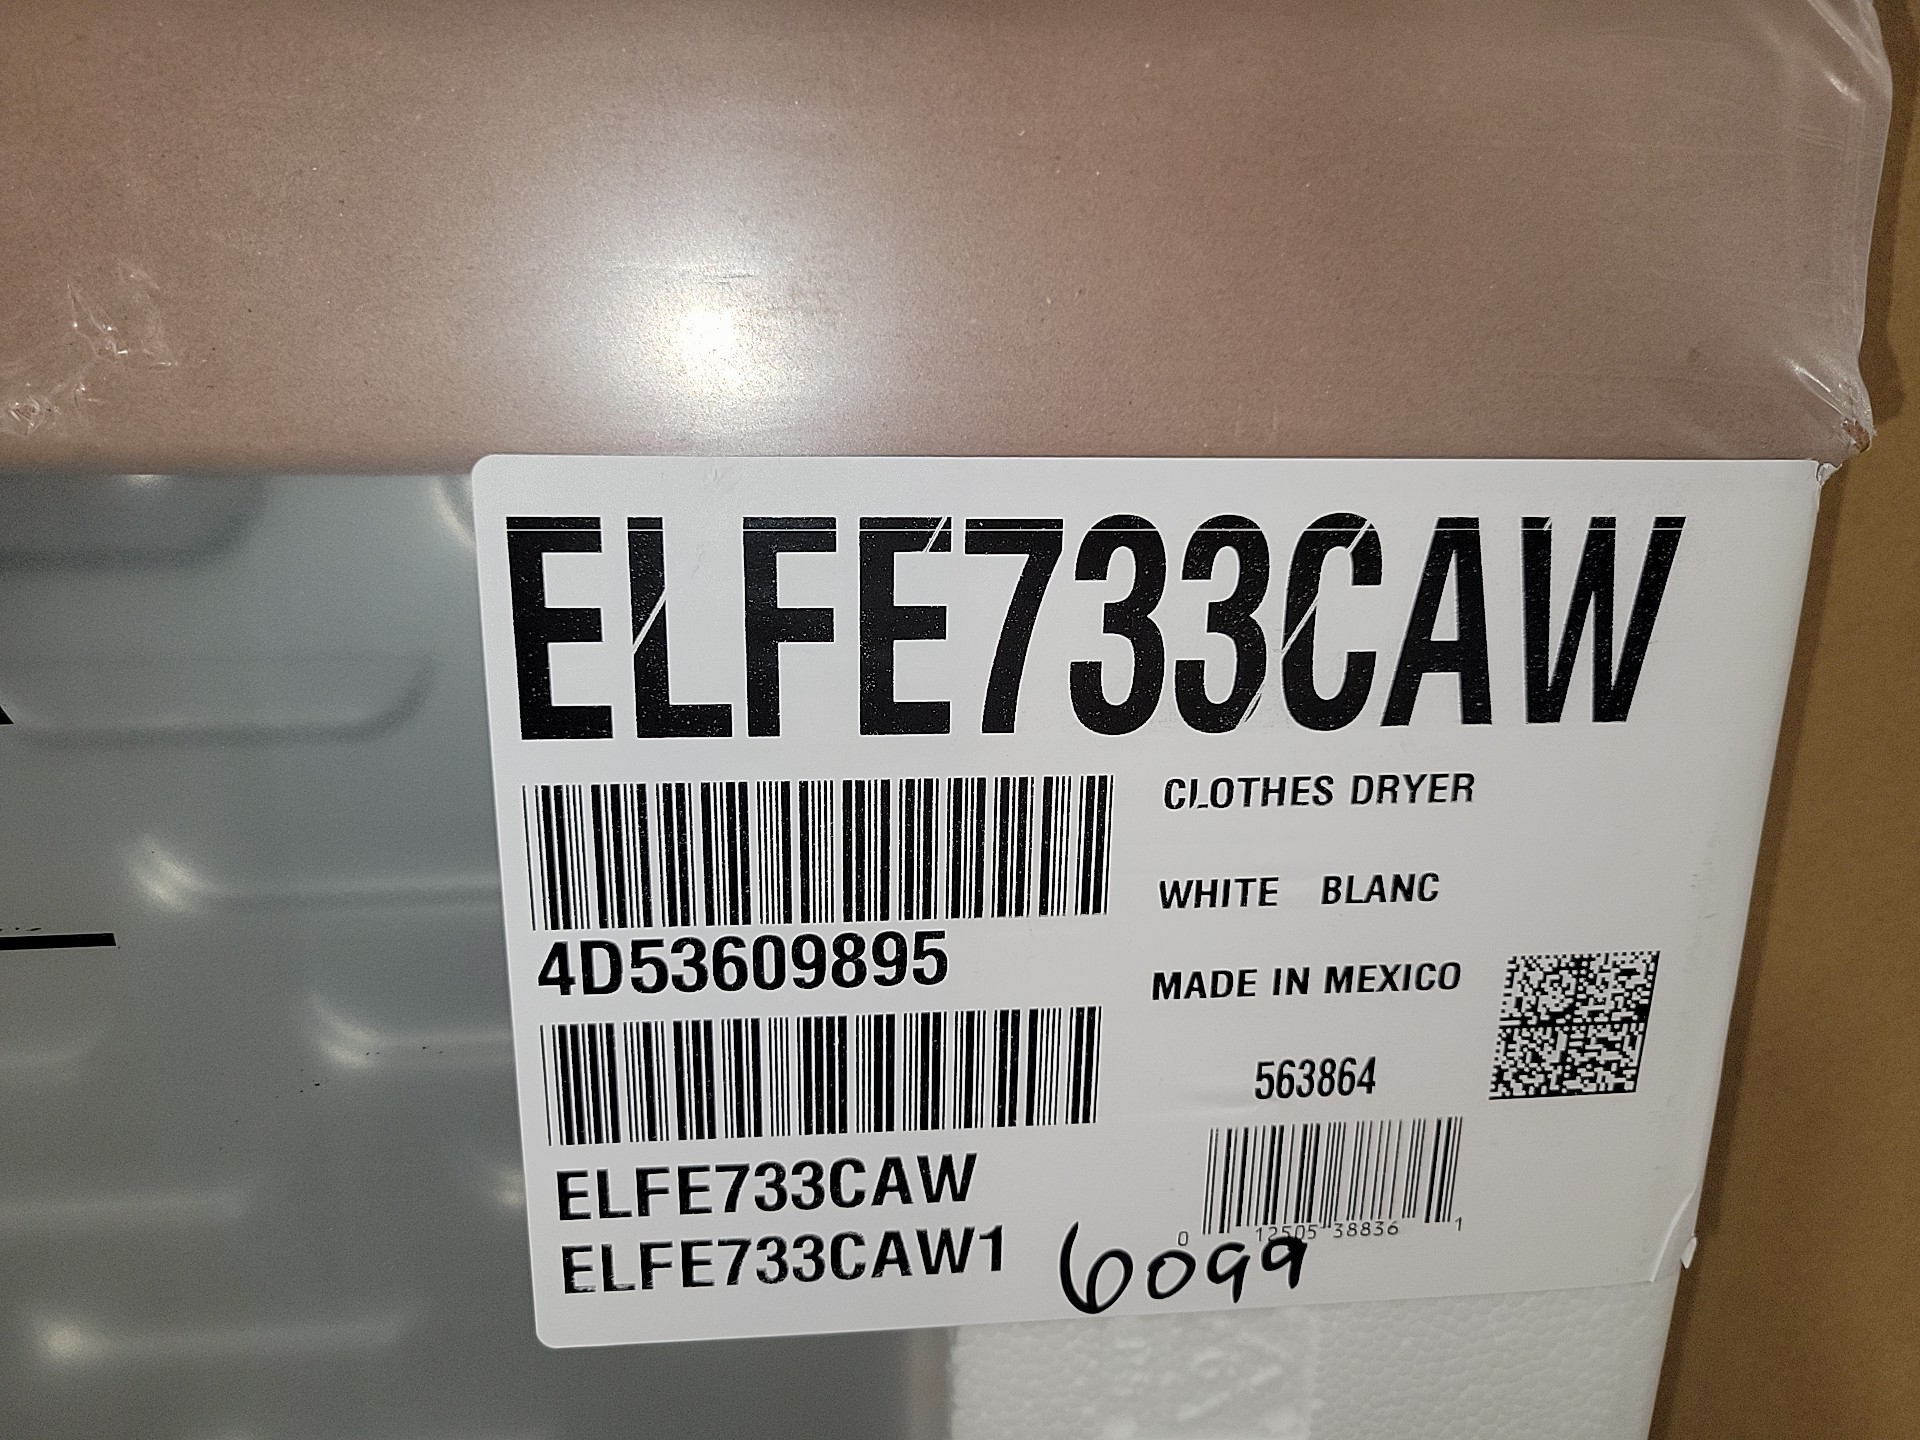 ELFE733CAW
CLOTHES DRYER
4D53609895
WHITE BLANC
MADE IN MEXICO
563864
ELFE733CAW
ELFE733CAW1
0 12505 38836 1
6099